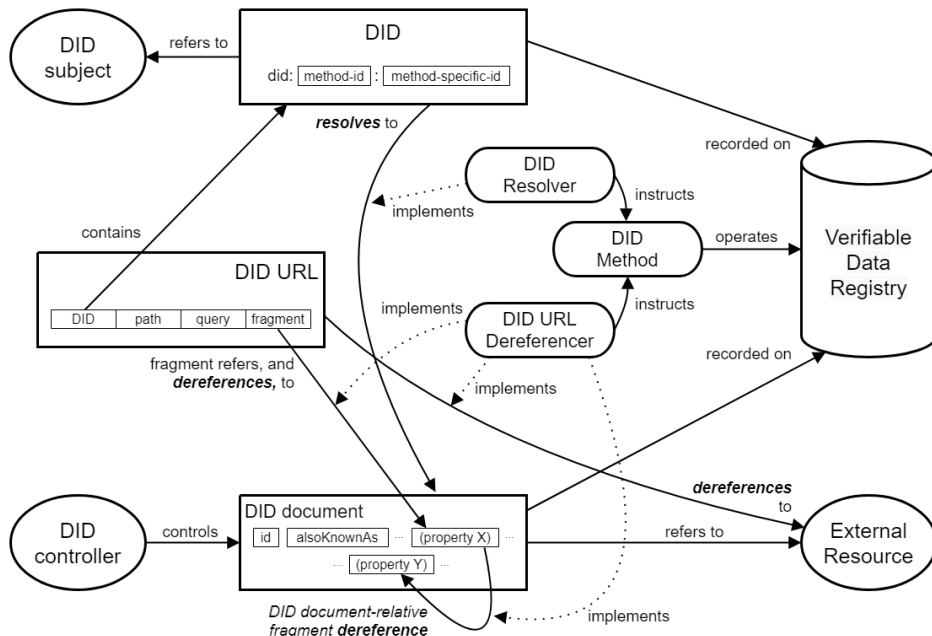 DID
subject
refers to
DID
did: method-id : method-specific-id
resolves to
recorded on
DID
Resolver
implements
instructs
contains
DID
Method
operates
Verifiable
Data
Registry
DID URL
DID path query fragment
implements
instructs
DID URL
Dereferencer
fragment refers, and
dereferences, to
implements
recorded on
dereferences
to
DID
controller
controls
DID document
id alsoKnownAs ... (property X) ...
... (property Y) ...
refers to
External
Resource
DID document-relative
fragment dereference
implements